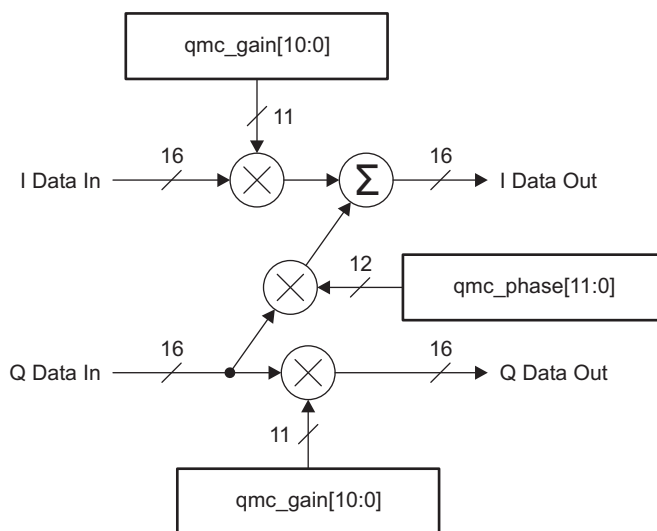 qmc_gain[10:0]
11
16
16
I Data In
Σ
I Data Out
12
qmc_phase[11:0]
16
16
Q Data In
Q Data Out
11
qmc_gain[10:0]